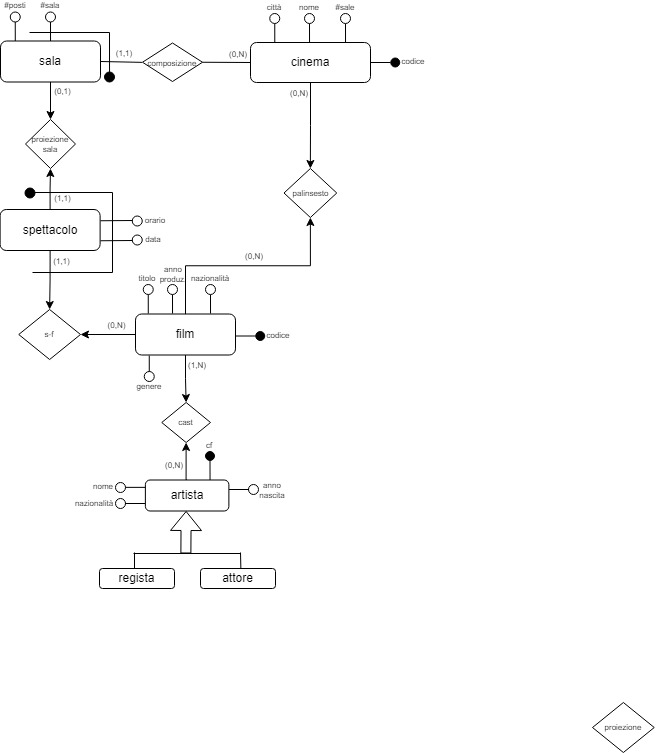 #posti #sala
città nome #sale
sala (1,1) composizione (0,N) cinema codice
(0,1) (0,N)
proiezione
sala
palinsesto
(1,1)
spettacolo orario
data
(1,1)
(0,N)
titolo anno
produz. nazionalità
s-f (0,N) film codice
(1,N)
genere
cast
(0,N) cf
nome artista anno
nascita
nazionalità
regista attore
proiezione